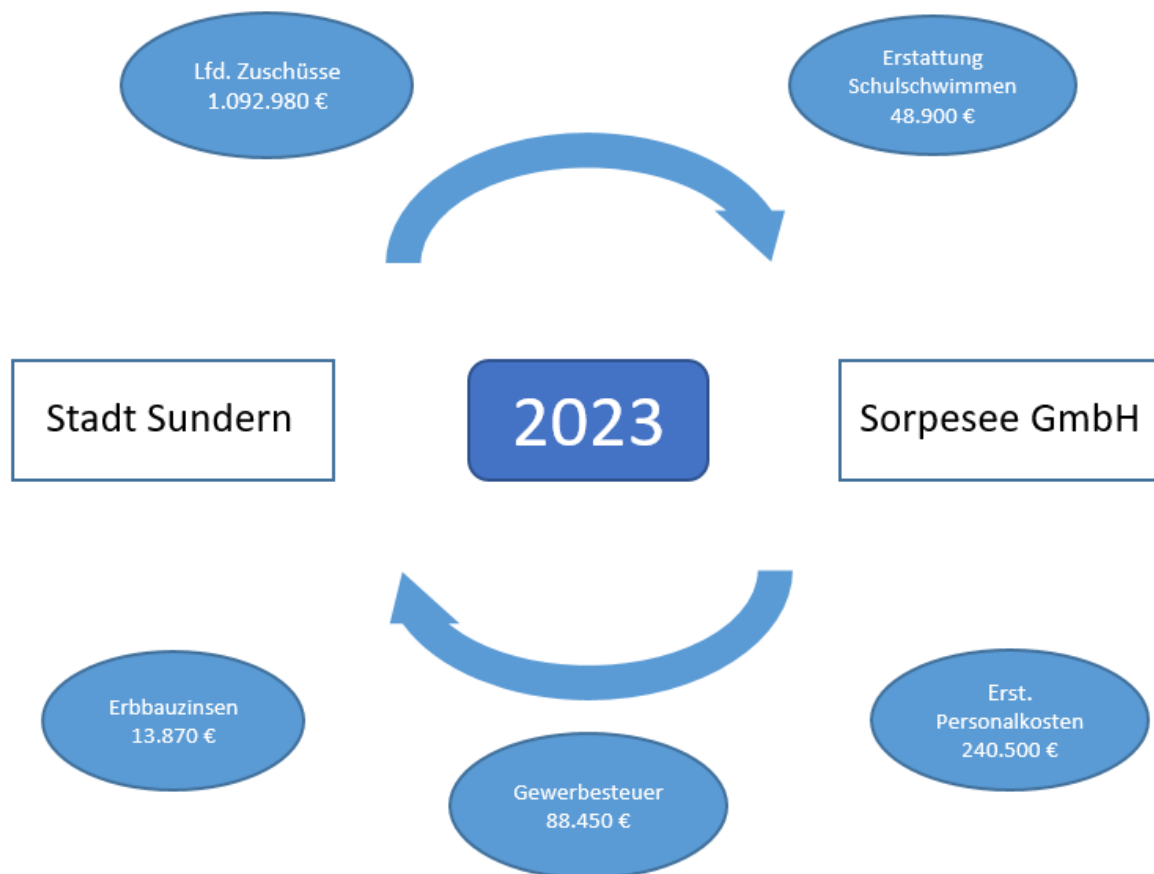 Lfd. Zuschüsse
1.092.980 €
Erstattung
Schulschwimmen
48.900 €
Stadt Sundern
2023
Sorpesee GmbH
Erbbauzinsen
13.870 €
Gewerbesteuer
88.450 €
Erst.
Personalkosten
240.500 €